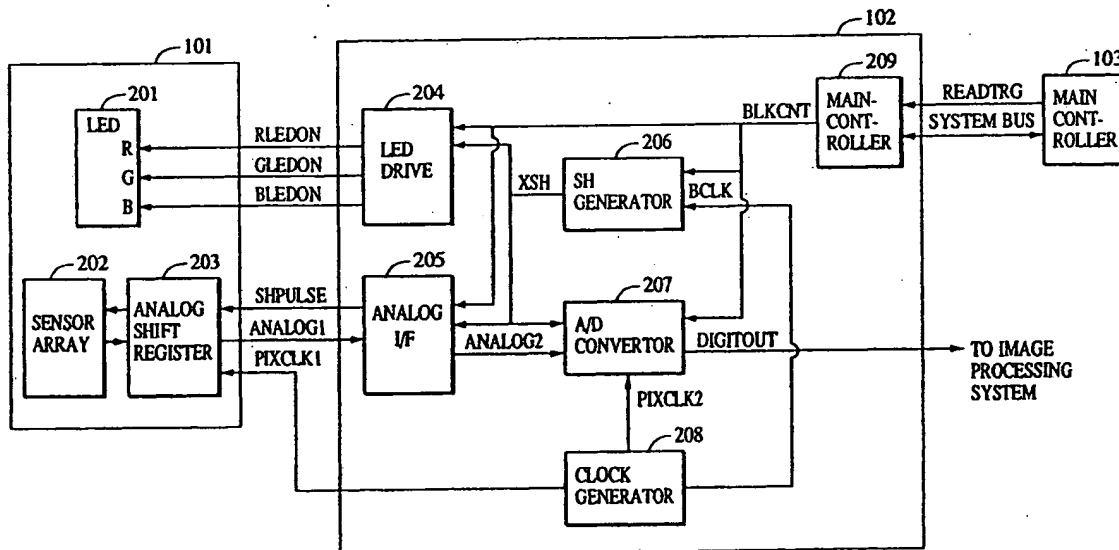 101
102
201
LED
R
G
B
RLEDON
GLEDON
BLEDON
204
LED
DRIVE
BLKCNT
209
MAIN-
CONT-
ROLLER
READTRG
SYSTEM BUS
103
MAIN
CONT-
ROLLER
XSH
206
SH
GENERATOR
BCLK
202
SENSOR
ARRAY
203
ANALOG
SHIFT
REGISTER
SHPULSE
ANALOG1
PIXCLK1
205
ANALOG
I/F
ANALOG2
207
A/D
CONVERTOR
DIGITOUT
TO IMAGE
PROCESSING
SYSTEM
PIXCLK2
208
CLOCK
GENERATOR